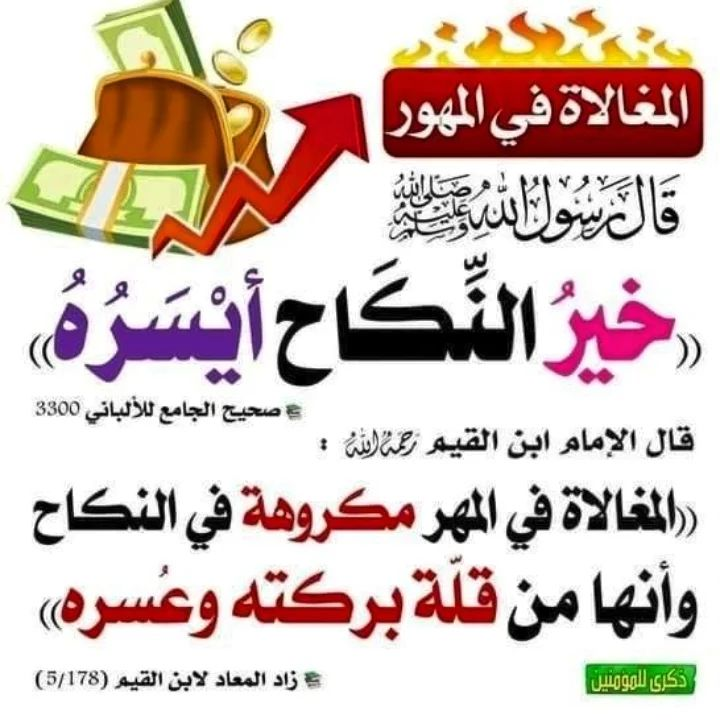 المغالاة في المهور
قال رسول الله صلى الله عليه وسلم
((خيرُ النِّكَاح أيْسَرُهُ))
صحيح الجامع للألباني 3300
قال الإمام ابن القيم رحمه الله :
((المغالاة في المهر مكروهة في النكاح
وأنها من قلّة بركته وعُسره))
زاد المعاد لابن القيم (5/178)
ذكرى للمؤمنين